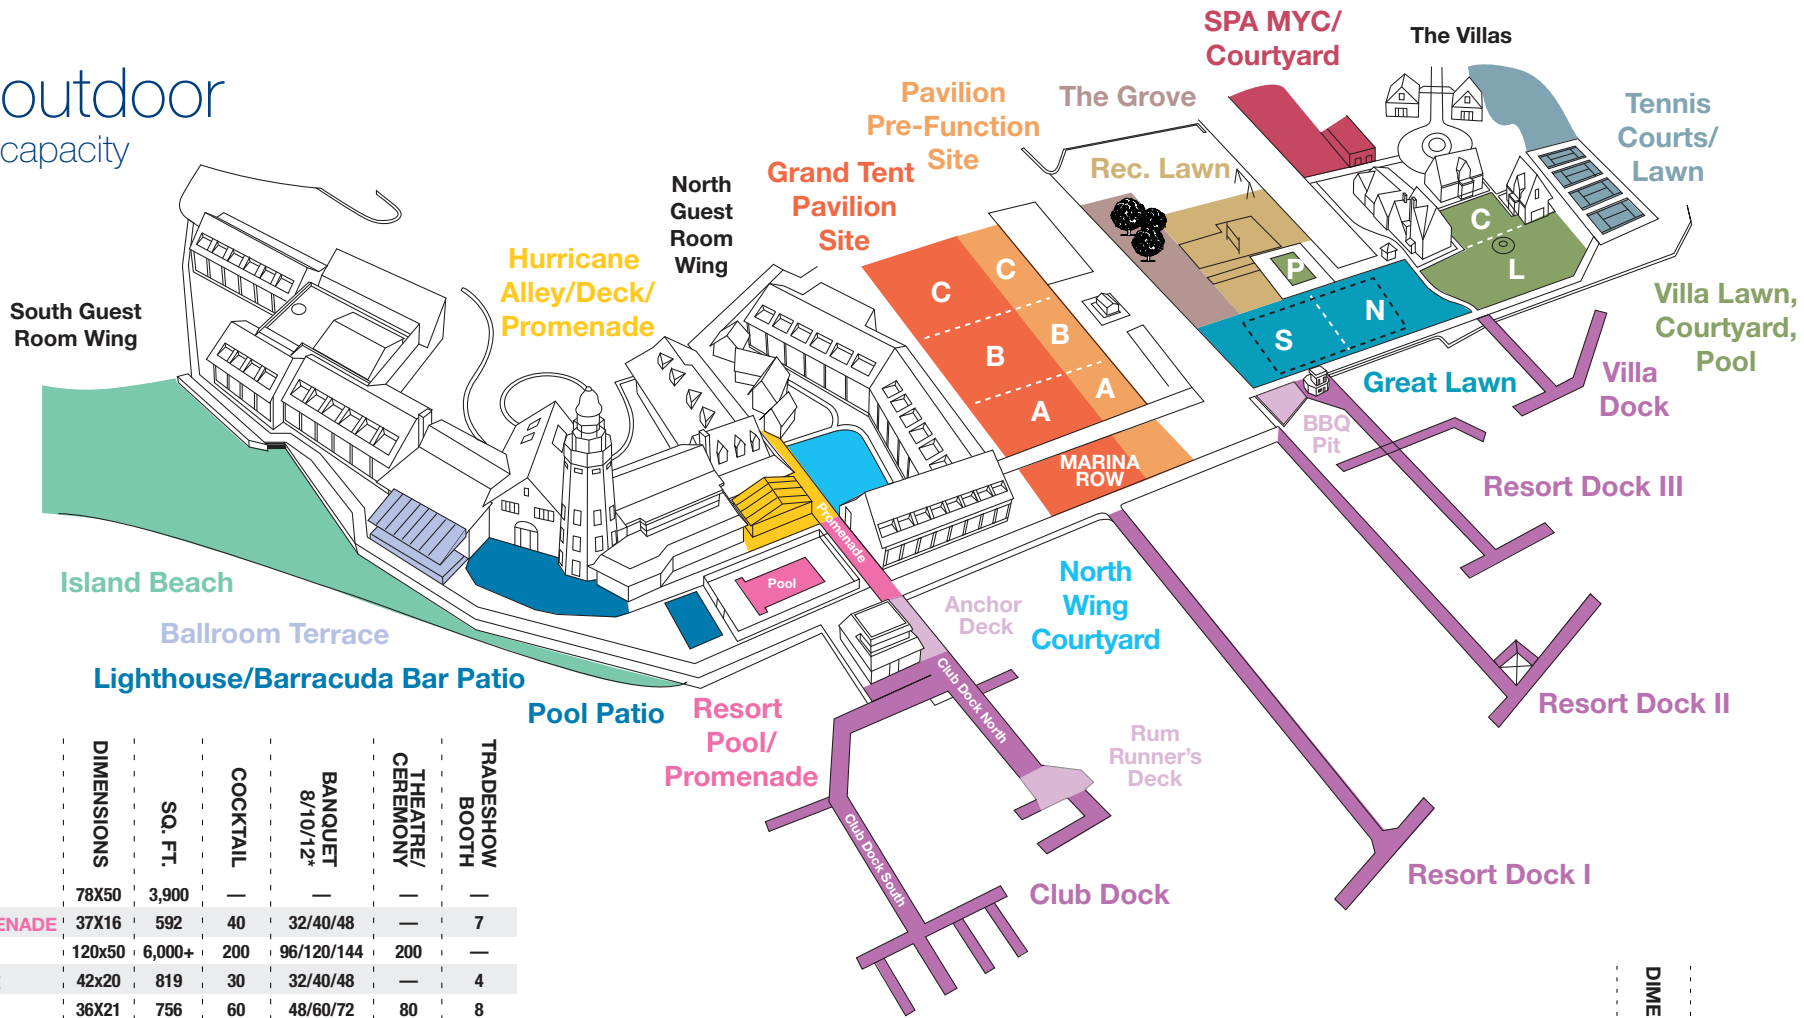 outdoor
capacity
SPA MYC/
Courtyard
The Villas
Pavilion
Pre-Function
Site
The Grove
Tennis
Courts/
Lawn
Grand Tent
Pavilion
Site
Rec. Lawn
North
Guest
Room
Wing
Hurricane
Alley/Deck/
Promenade
South Guest
Room Wing
C
C
B
B
A
A
MARINA
ROW
P
C
L
S
N
Villa Lawn,
Courtyard,
Pool
Great Lawn
Villa
Dock
BBQ
Pit
Resort Dock III
Promenade
Pool
Island Beach
Ballroom Terrace
Lighthouse/Barracuda Bar Patio
Pool Patio
Resort
Pool/
Promenade
Anchor
Deck
North
Wing
Courtyard
Club Dock North
Rum
Runner's
Deck
Resort Dock II
Club Dock South
Club Dock
Resort Dock I
DIMENSIONS SQ. FT. COCKTAIL BANQUET 8/10/12* THEATRE/ CEREMONY TRADESHOW BOOTH
78X50 3,900 — — — —
ENADE 37X16 592 40 32/40/48 — 7
120x50 6,000+ 200 96/120/144 200 —
42x20 819 30 32/40/48 — 4
36X21 756 60 48/60/72 80 8
DIME